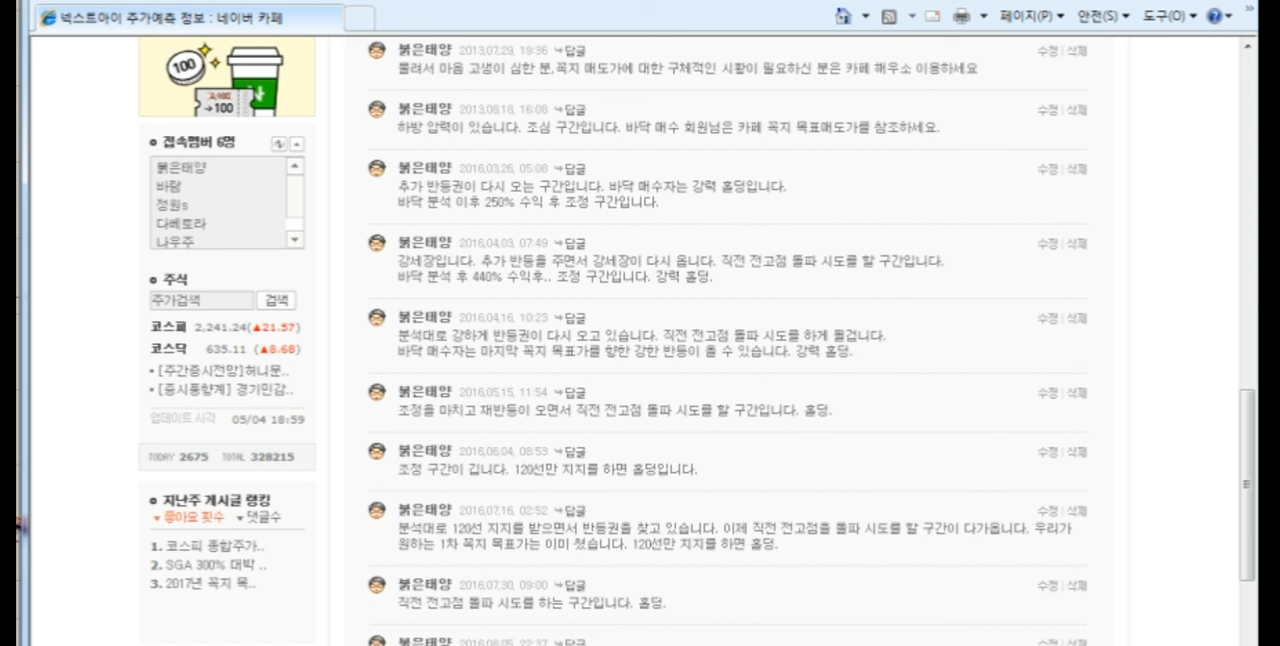 넥스트아이 주가예측 정보 : 네이버 카페
페이지(P) 안전(S) 도구(O)
100
→100
접속멤버 6명
붉은태양
바람
정원s
다베토라
나우주
주식
주가검색 검색
코스피 2,241.24(▲21.57)
코스닥 635.11 (▲8.68)
• [주간증시전망]허니문..
• [증시풍향계] 경기민감..
업데이트 시각 05/04 18:59
TODAY 2675 TOTAL 328215
지난주 게시글 랭킹
▼좋아요 횟수 ▼댓글수
1. 코스피 종합주가..
2. SGA 300% 대박 ..
3. 2017년 꼭지 목..
붉은태양 2013.07.29. 19:36 답글 수정 | 삭제
물려서 마음 고생이 심한 분,꼭지 매도가에 대한 구체적인 시황이 필요하신 분은 카페 해우소 이용하세요
붉은태양 2013.08.18. 16:08 답글 수정 | 삭제
하방 압력이 있습니다. 조심 구간입니다. 바닥 매수 회원님은 카페 꼭지 목표매도가를 참조하세요.
붉은태양 2016.03.26. 05:08 답글 수정 | 삭제
추가 반등권이 다시 오는 구간입니다. 바닥 매수자는 강력 홀딩입니다.
바닥 분석 이후 250% 수익 후 조정 구간입니다.
붉은태양 2016.04.03. 07:49 답글 수정 | 삭제
강세장입니다. 추가 반등을 주면서 강세장이 다시 옵니다. 직전 전고점 돌파 시도를 할 구간입니다.
바닥 분석 후 440% 수익후.. 조정 구간입니다. 강력 홀딩.
붉은태양 2016.04.16. 10:23 답글 수정 | 삭제
분석대로 강하게 반등권이 다시 오고 있습니다. 직전 전고점 돌파 시도를 하게 될겁니다.
바닥 매수자는 마지막 꼭지 목표가를 향한 강한 반등이 올 수 있습니다. 강력 홀딩.
붉은태양 2016.05.15. 11:54 답글 수정 | 삭제
조정을 마치고 재반등이 오면서 직전 전고점 돌파 시도를 할 구간입니다. 홀딩.
붉은태양 2016.06.04. 08:53 답글 수정 | 삭제
조정 구간이 깁니다. 120선만 지지를 하면 홀딩입니다.
붉은태양 2016.07.16. 02:52 답글 수정 | 삭제
분석대로 120선 지지를 받으면서 반등권을 찾고 있습니다. 이제 직전 전고점을 돌파 시도를 할 구간이 다가옵니다. 우리가
원하는 1차 꼭지 목표가는 이미 쳤습니다. 120선만 지지를 하면 홀딩.
붉은태양 2016.07.30. 09:00 답글 수정 | 삭제
직전 전고점 돌파 시도를 하는 구간입니다. 홀딩.
붉은태양 2016.08.05. 22:37 답글 수정 | 삭제